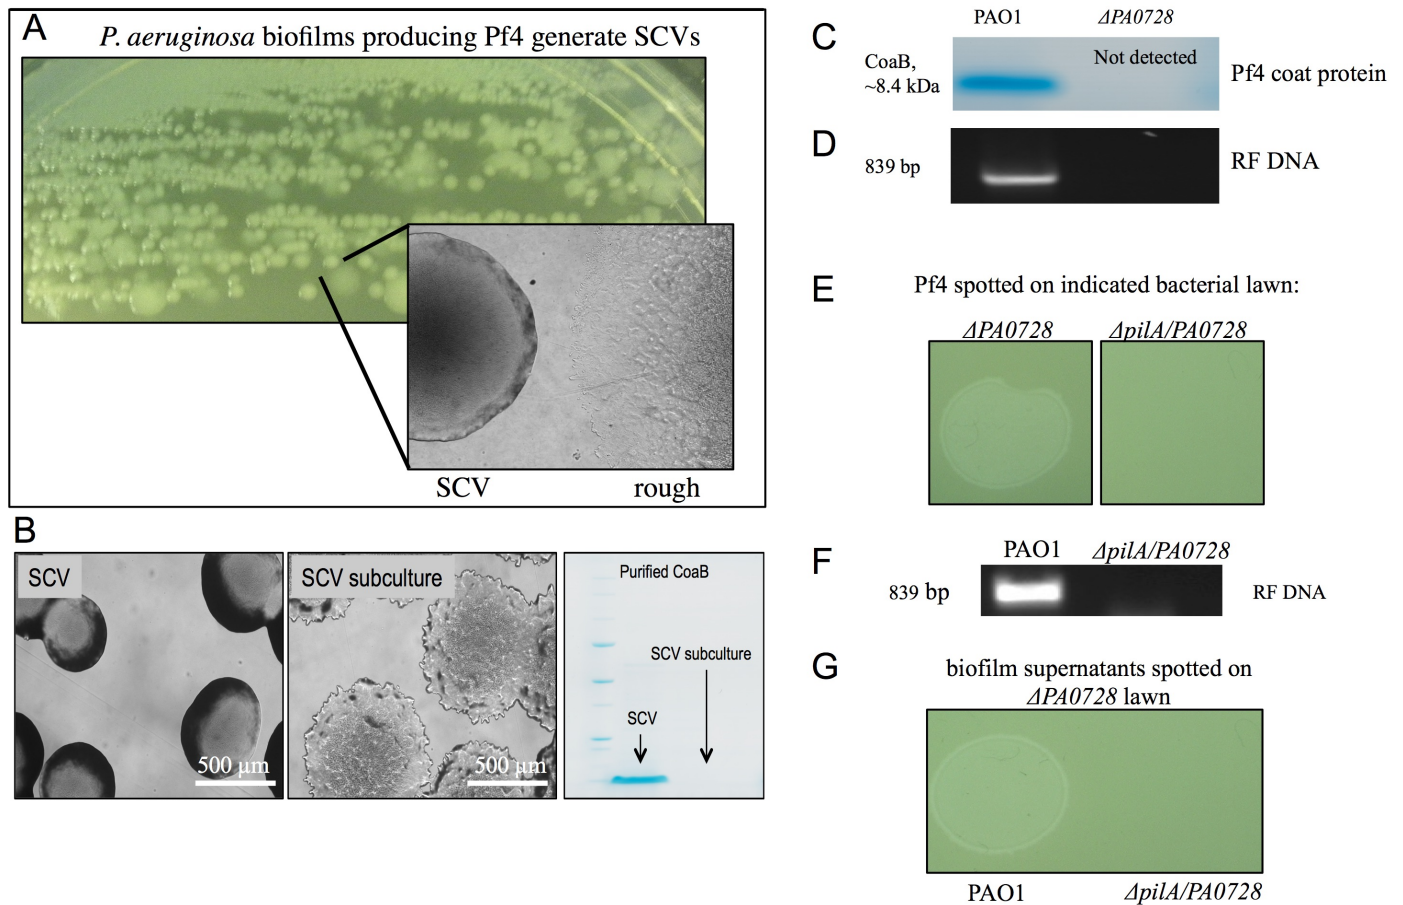 A
P. aeruginosa biofilms producing Pf4 generate SCVs
SCV
rough
B
SCV
500 µm
SCV subculture
500 µm
Purified CoaB
SCV subculture
SCV
PAO1
ΔPA0728
C
CoaB,
~8.4 kDa
Not detected
Pf4 coat protein
D
839 bp
RF DNA
E
Pf4 spotted on indicated bacterial lawn:
ΔPA0728
ΔpilA/PA0728
F
PAO1
ΔpilA/PA0728
839 bp
RF DNA
G
biofilm supernatants spotted on
ΔPA0728 lawn
PAO1
ΔpilA/PA0728